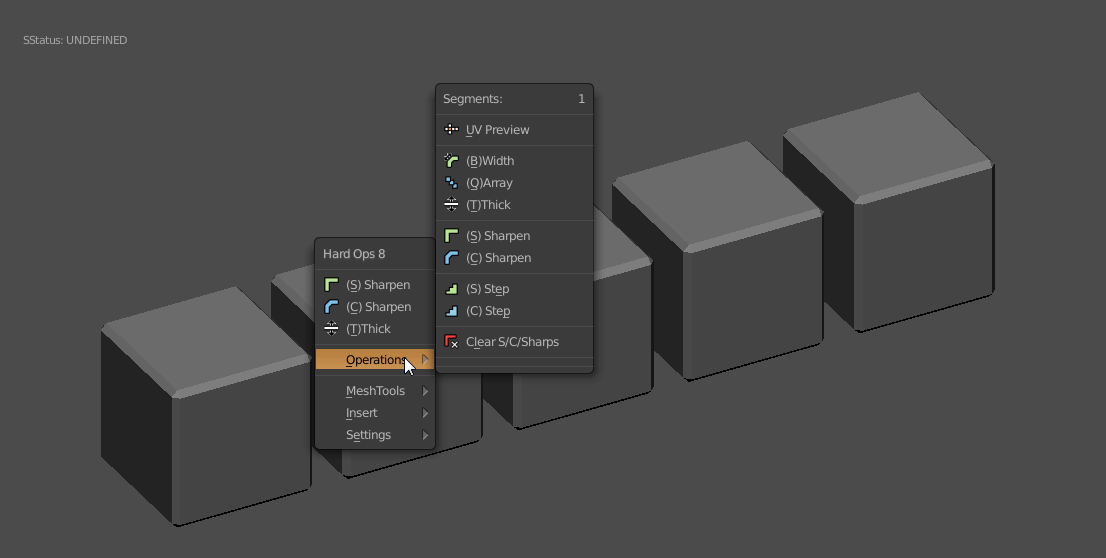 SStatus: UNDEFINED
Hard Ops 8
(S) Sharpen
(C) Sharpen
(T)Thick
Operations
MeshTools
Insert
Settings
Segments: 1
UV Preview
(B)Width
(Q)Array
(T)Thick
(S) Sharpen
(C) Sharpen
(S) Step
(C) Step
Clear S/C/Sharps